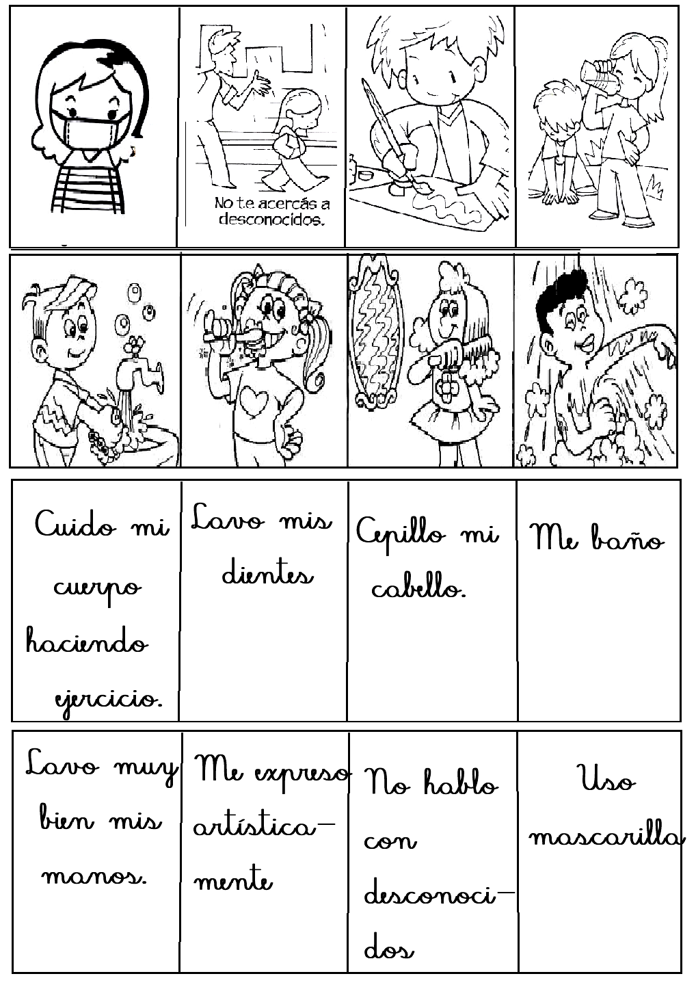 No te acercás a
desconocidos.
Cuido mi
cuerpo
haciendo
ejercicio.
Lavo mis
dientes
Cepillo mi
cabello.
Me baño
Lavo muy
bien mis
manos.
Me expreso
artística-
mente
No hablo
con
desconoci-
dos
Uso
mascarilla